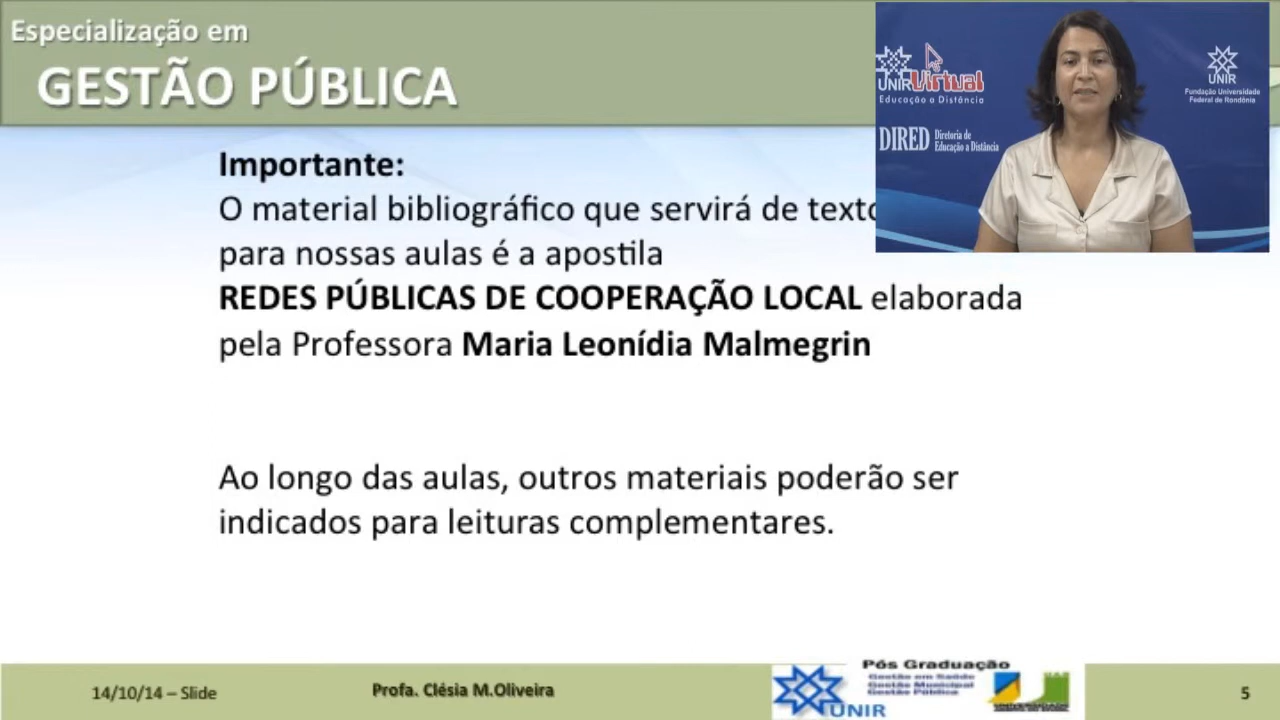 Especialização em
GESTÃO PÚBLICA
UNIRVirtual
Educação a Distância
DIRED Diretoria de
Educação a Distância
UNIR
Fundação Universidade
Federal de Rondônia
Importante:
O material bibliográfico que servirá de
para nossas aulas é a apostila
REDES PÚBLICAS DE COOPERAÇÃO LOCAL elaborada
pela Professora Maria Leonídia Malmegrin
Ao longo das aulas, outros materiais poderão ser
indicados para leituras complementares.
14/10/14 – Slide
Profa. Clésia M.Oliveira
UNIR
Pós Graduação
Gestão em Saúde
Gestão Municipal
Gestão Pública
5